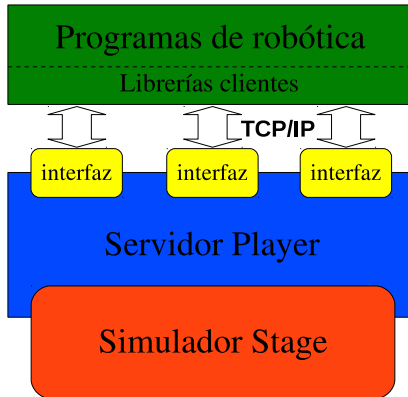 Programas de robótica
Librerías clientes
TCP/IP
interfaz interfaz interfaz
Servidor Player
Simulador Stage